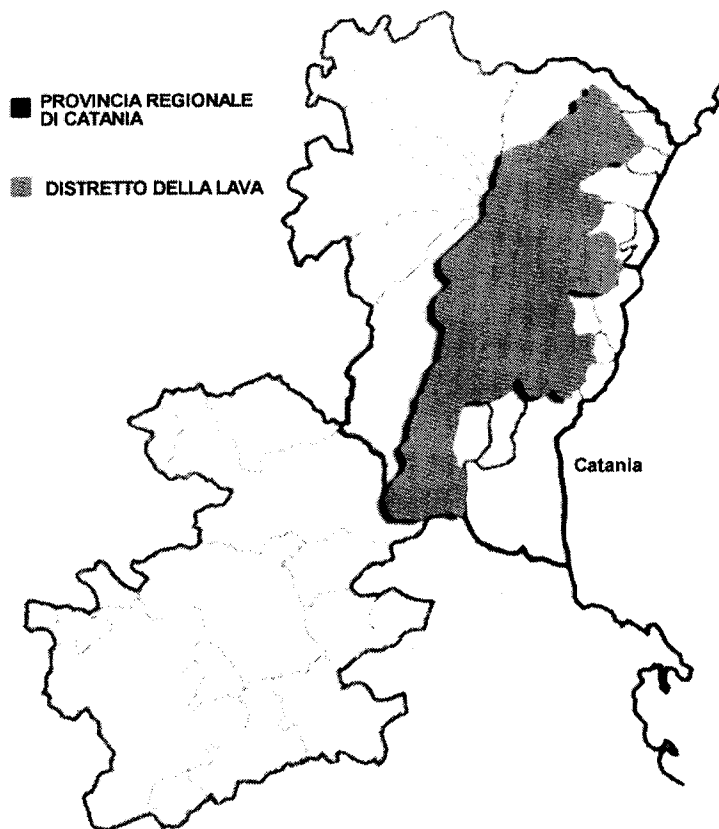 PROVINCIA REGIONALE
DI CATANIA
DISTRETTO DELLA LAVA
Catania